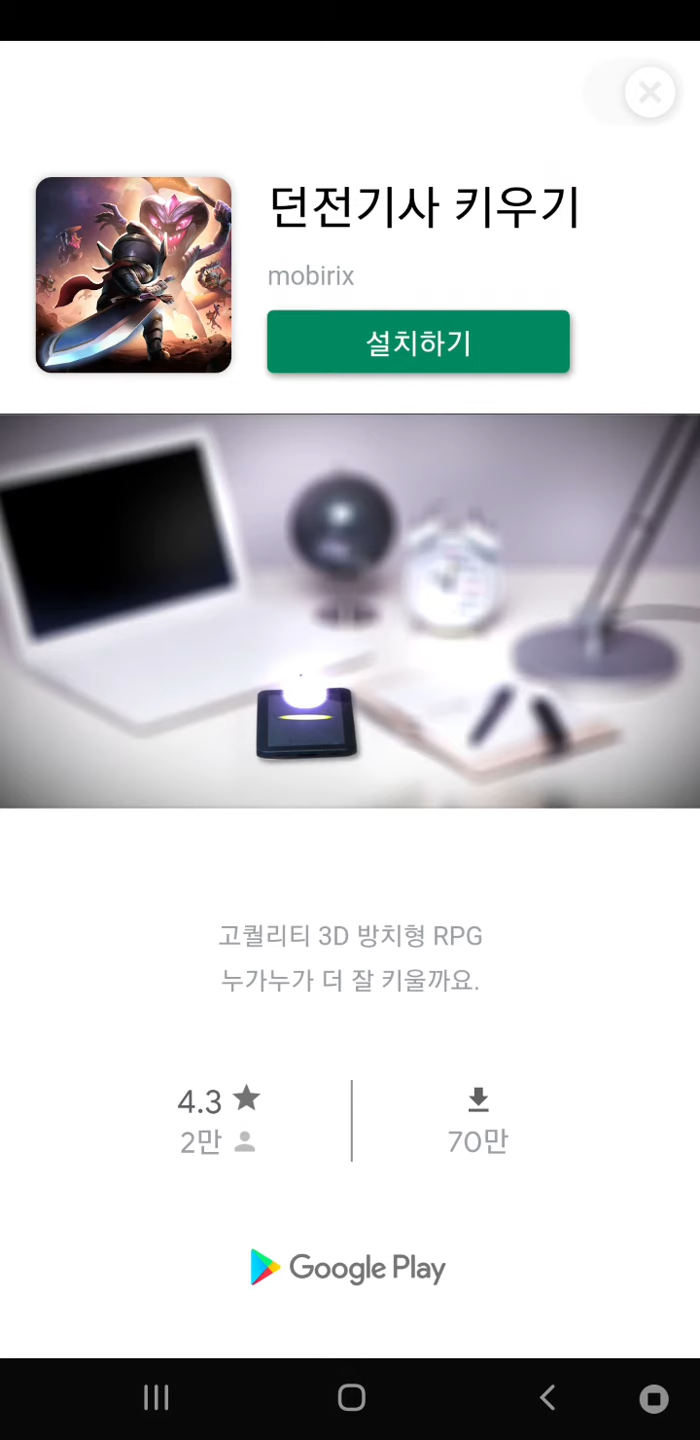 던전기사 키우기
mobirix
설치하기
고퀄리티 3D 방치형 RPG
누가누가 더 잘 키울까요.
4.3
2만
70만
Google Play